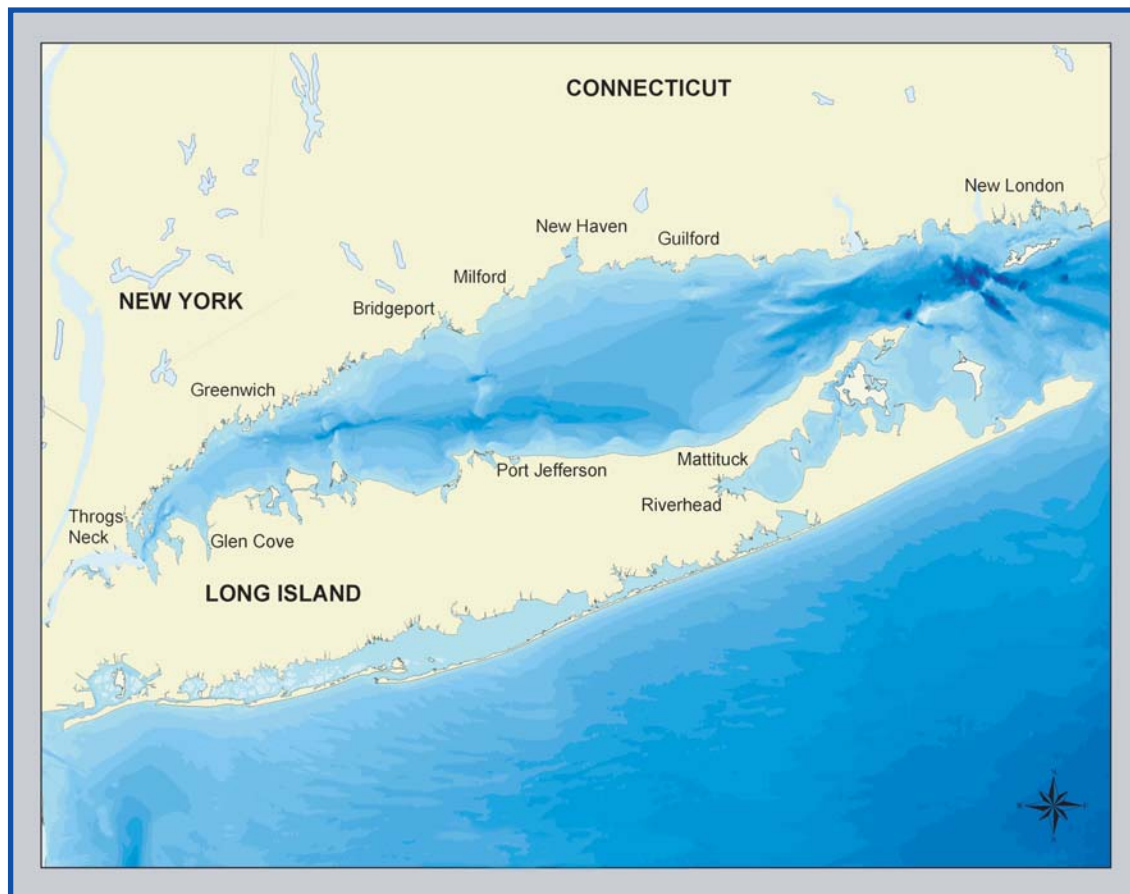 CONNECTICUT
New London
New Haven
Guilford
Milford
NEW YORK
Bridgeport
Greenwich
Port Jefferson
Mattituck
Riverhead
Throgs
Neck
Glen Cove
LONG ISLAND